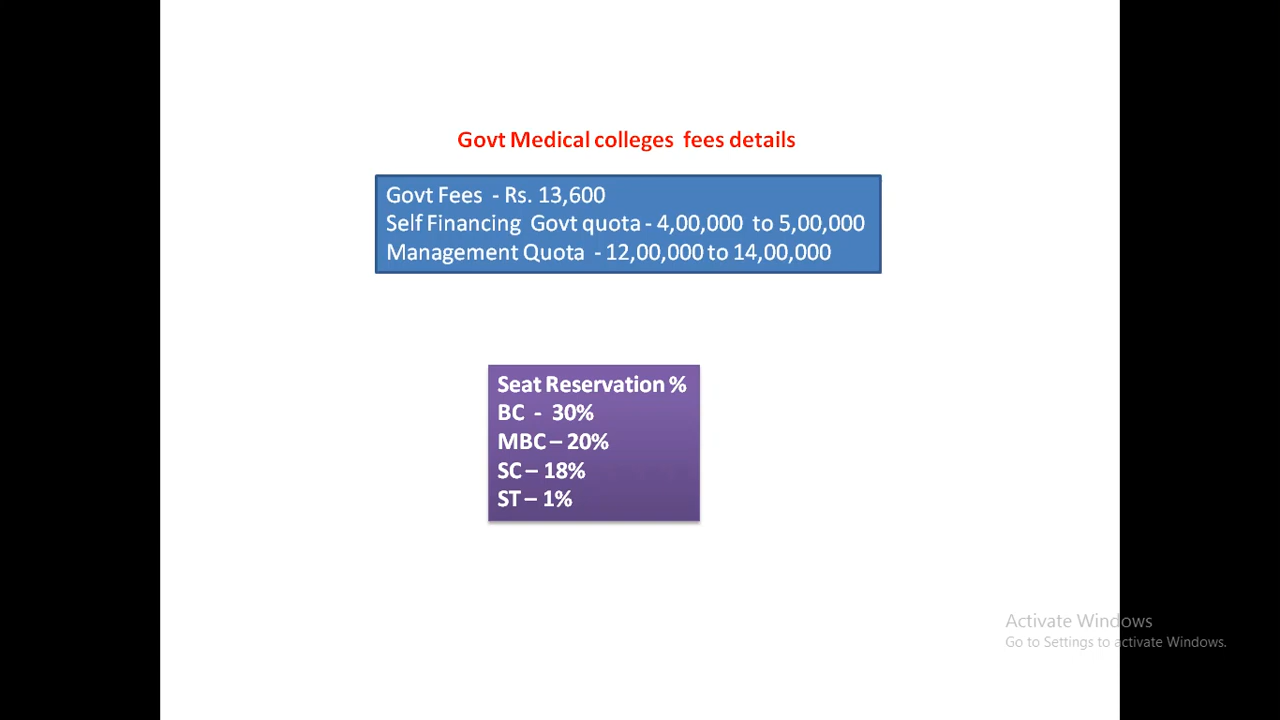 Govt Medical colleges fees details
Govt Fees - Rs. 13,600
Self Financing Govt quota - 4,00,000 to 5,00,000
Management Quota - 12,00,000 to 14,00,000
Seat Reservation %
BC - 30%
MBC – 20%
SC – 18%
ST – 1%
Activate Windows
Go to Settings to activate Windows.